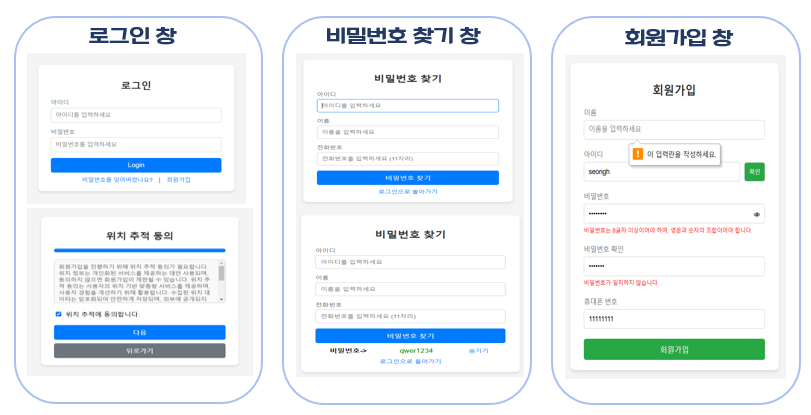 로그인 창
로그인
아이디
아이디를 입력하세요
비밀번호
비밀번호를 입력하세요
Login
비밀번호를 잊어버렸나요? | 회원가입
위치 추적 동의
회원가입을 진행하기 위해 위치 추적 동의가 필요합니다.
위치 정보는 개인화된 서비스를 제공하는 데만 사용되며,
동의하지 않으면 회원가입이 제한될 수 있습니다. 위치 추
적 동의는 사용자의 위치 기반 맞춤형 서비스를 제공하며,
사용자 경험을 개선하기 위해 활용됩니다. 수집된 위치 데
이터는 암호화되어 안전하게 저장되며, 외부에 공개되지
위치 추적에 동의합니다.
다음
뒤로가기
비밀번호 찾기 창
비밀번호 찾기
아이디
아이디를 입력하세요
이름
이름을 입력하세요
전화번호
전화번호를 입력하세요 (11자리)
비밀번호 찾기
로그인으로 돌아가기
비밀번호 찾기
아이디
아이디를 입력하세요
이름
이름을 입력하세요
전화번호
전화번호를 입력하세요 (11자리)
비밀번호 찾기
비밀번호-> qwer1234 숨기기
로그인으로 돌아가기
회원가입 창
회원가입
이름
이름을 입력하세요
이 입력란을 작성하세요.
아이디
seongh 확인
비밀번호
비밀번호는 8글자 이상이어야 하며, 영문과 숫자의 조합이어야 합니다.
비밀번호 확인
비밀번호가 일치하지 않습니다.
휴대폰 번호
11111111
회원가입